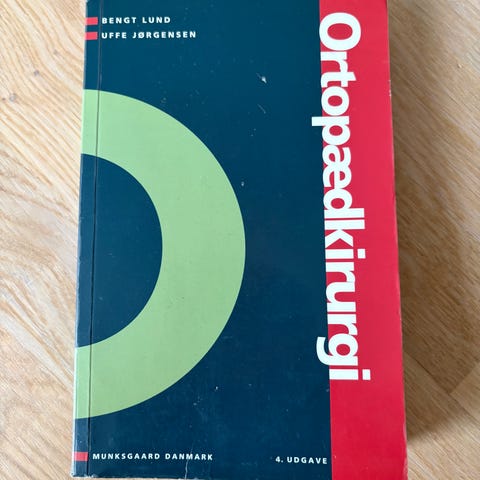 BENGT LUND
UFFE JØRGENSEN
Ortopædkirurgi
MUNKSGAARD DANMARK
4. UDGAVE